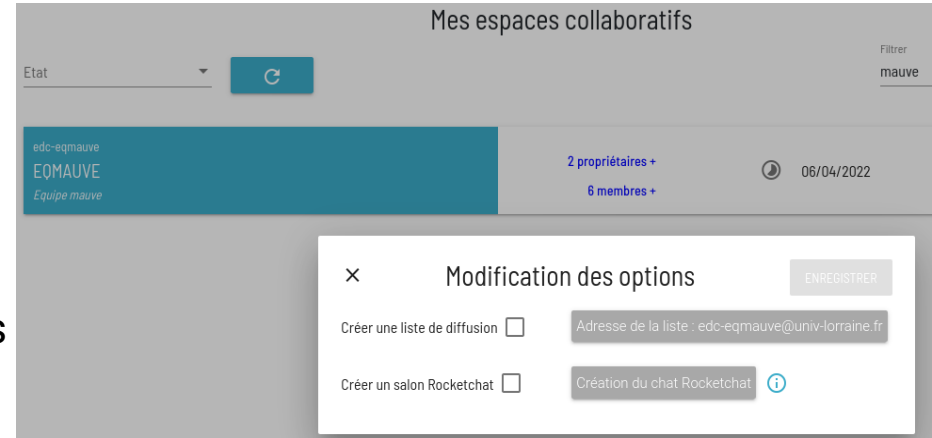 Mes espaces collaboratifs
Filtrer
Etat
mauve
edc-eqmauve
EQMAUVE
Equipe mauve
2 propriétaires +
6 membres +
06/04/2022
Modification des options
ENREGISTRER
Créer une liste de diffusion
Adresse de la liste : edc-eqmauve@univ-lorraine.fr
s
Créer un salon Rocketchat
Création du chat Rocketchat